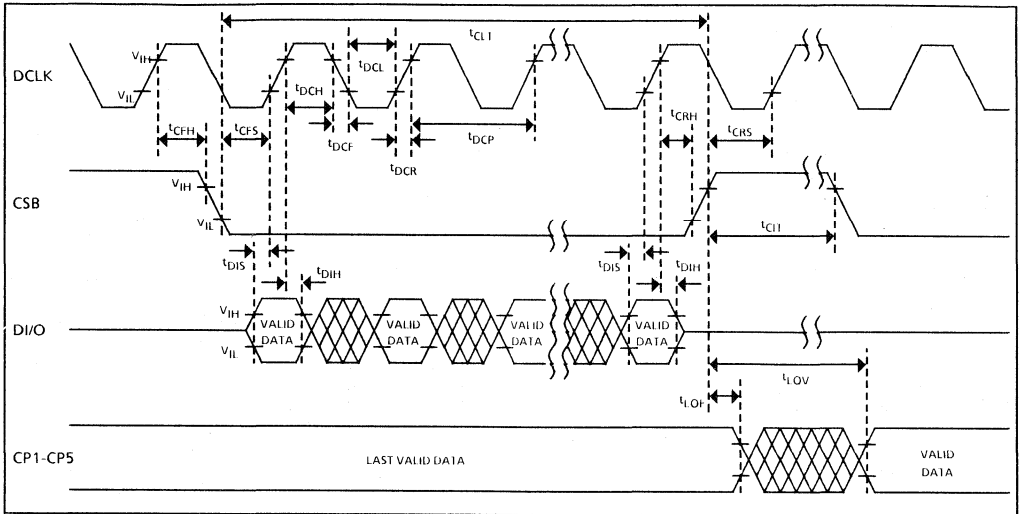 tCL1
DCLK
VIH
VIL
tDCL
tDCH
tCFH
tCFS
tDCF
tDCR
tDCP
tCRH
tCRS
CSB
VIH
VIL
tDIS
tDIH
tDIS
tDIH
DI/O
VIH
VIL
VALID
DATA
VALID
DATA
VALID
DATA
VALID
DATA
tLOV
CP1-CP5
LAST VALID DATA
VALID
DATA